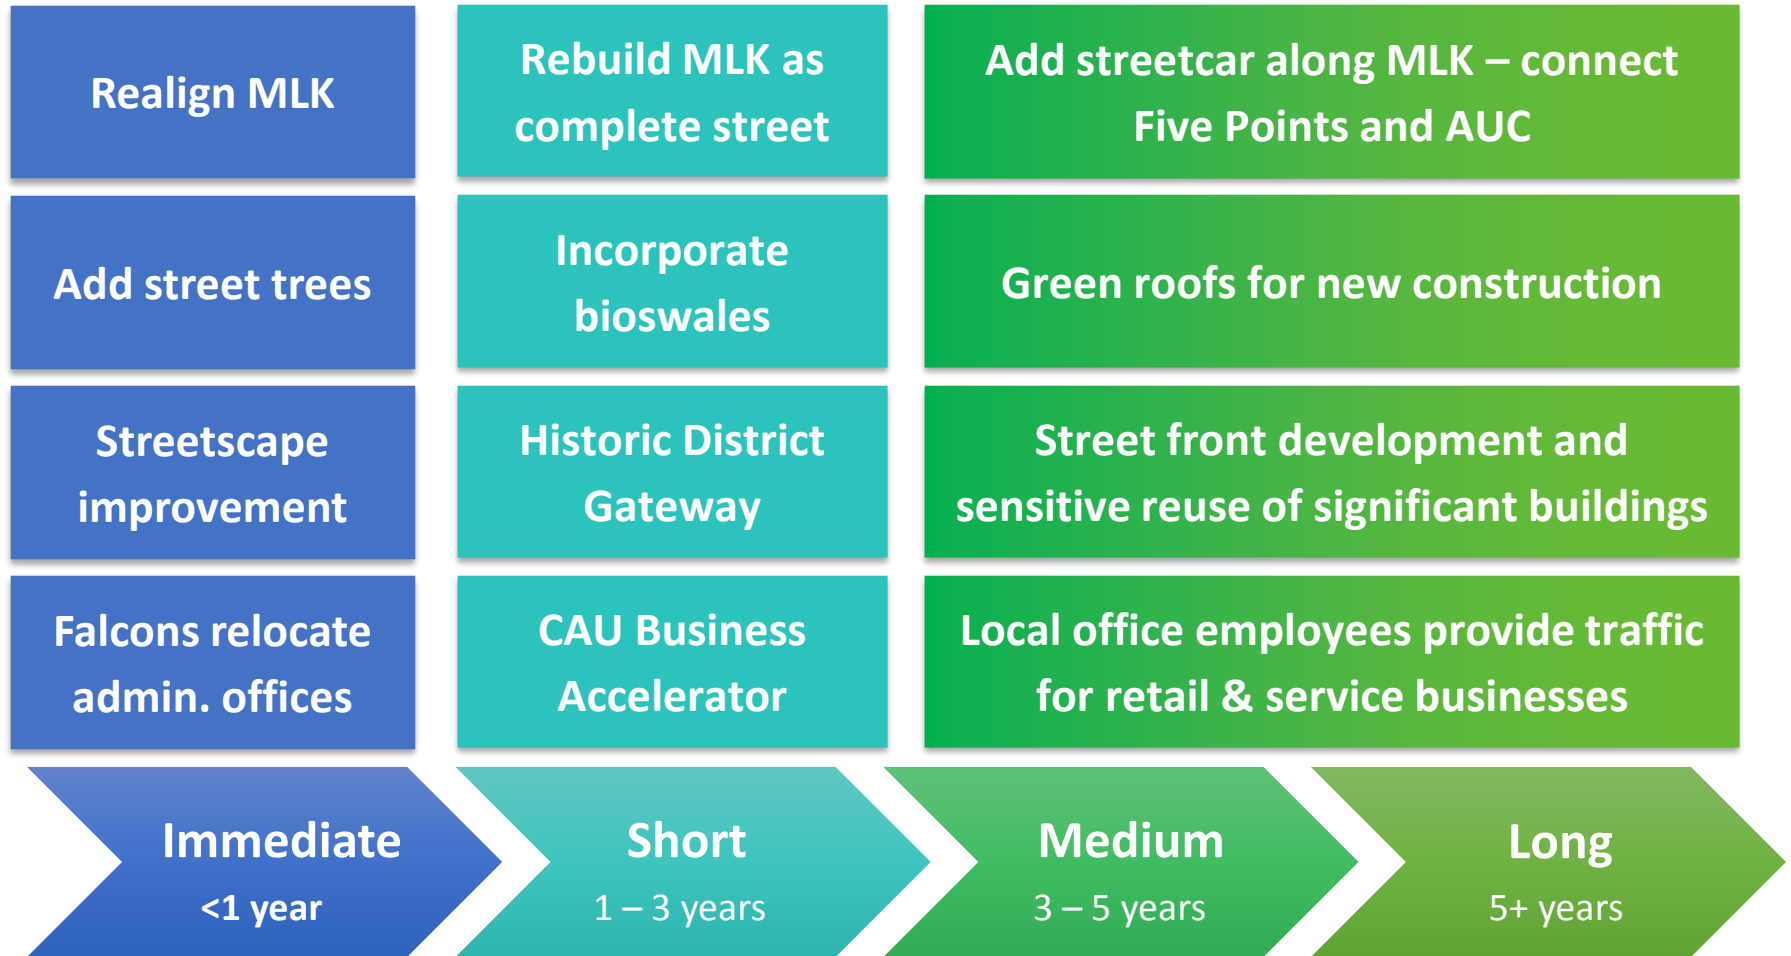 Realign MLK
Rebuild MLK as
complete street
Add streetcar along MLK – connect
Five Points and AUC
Add street trees
Incorporate
bioswales
Green roofs for new construction
Streetscape
improvement
Historic District
Gateway
Street front development and
sensitive reuse of significant buildings
Falcons relocate
admin. offices
CAU Business
Accelerator
Local office employees provide traffic
for retail & service businesses
Immediate
<1 year
Short
1 – 3 years
Medium
3 – 5 years
Long
5+ years